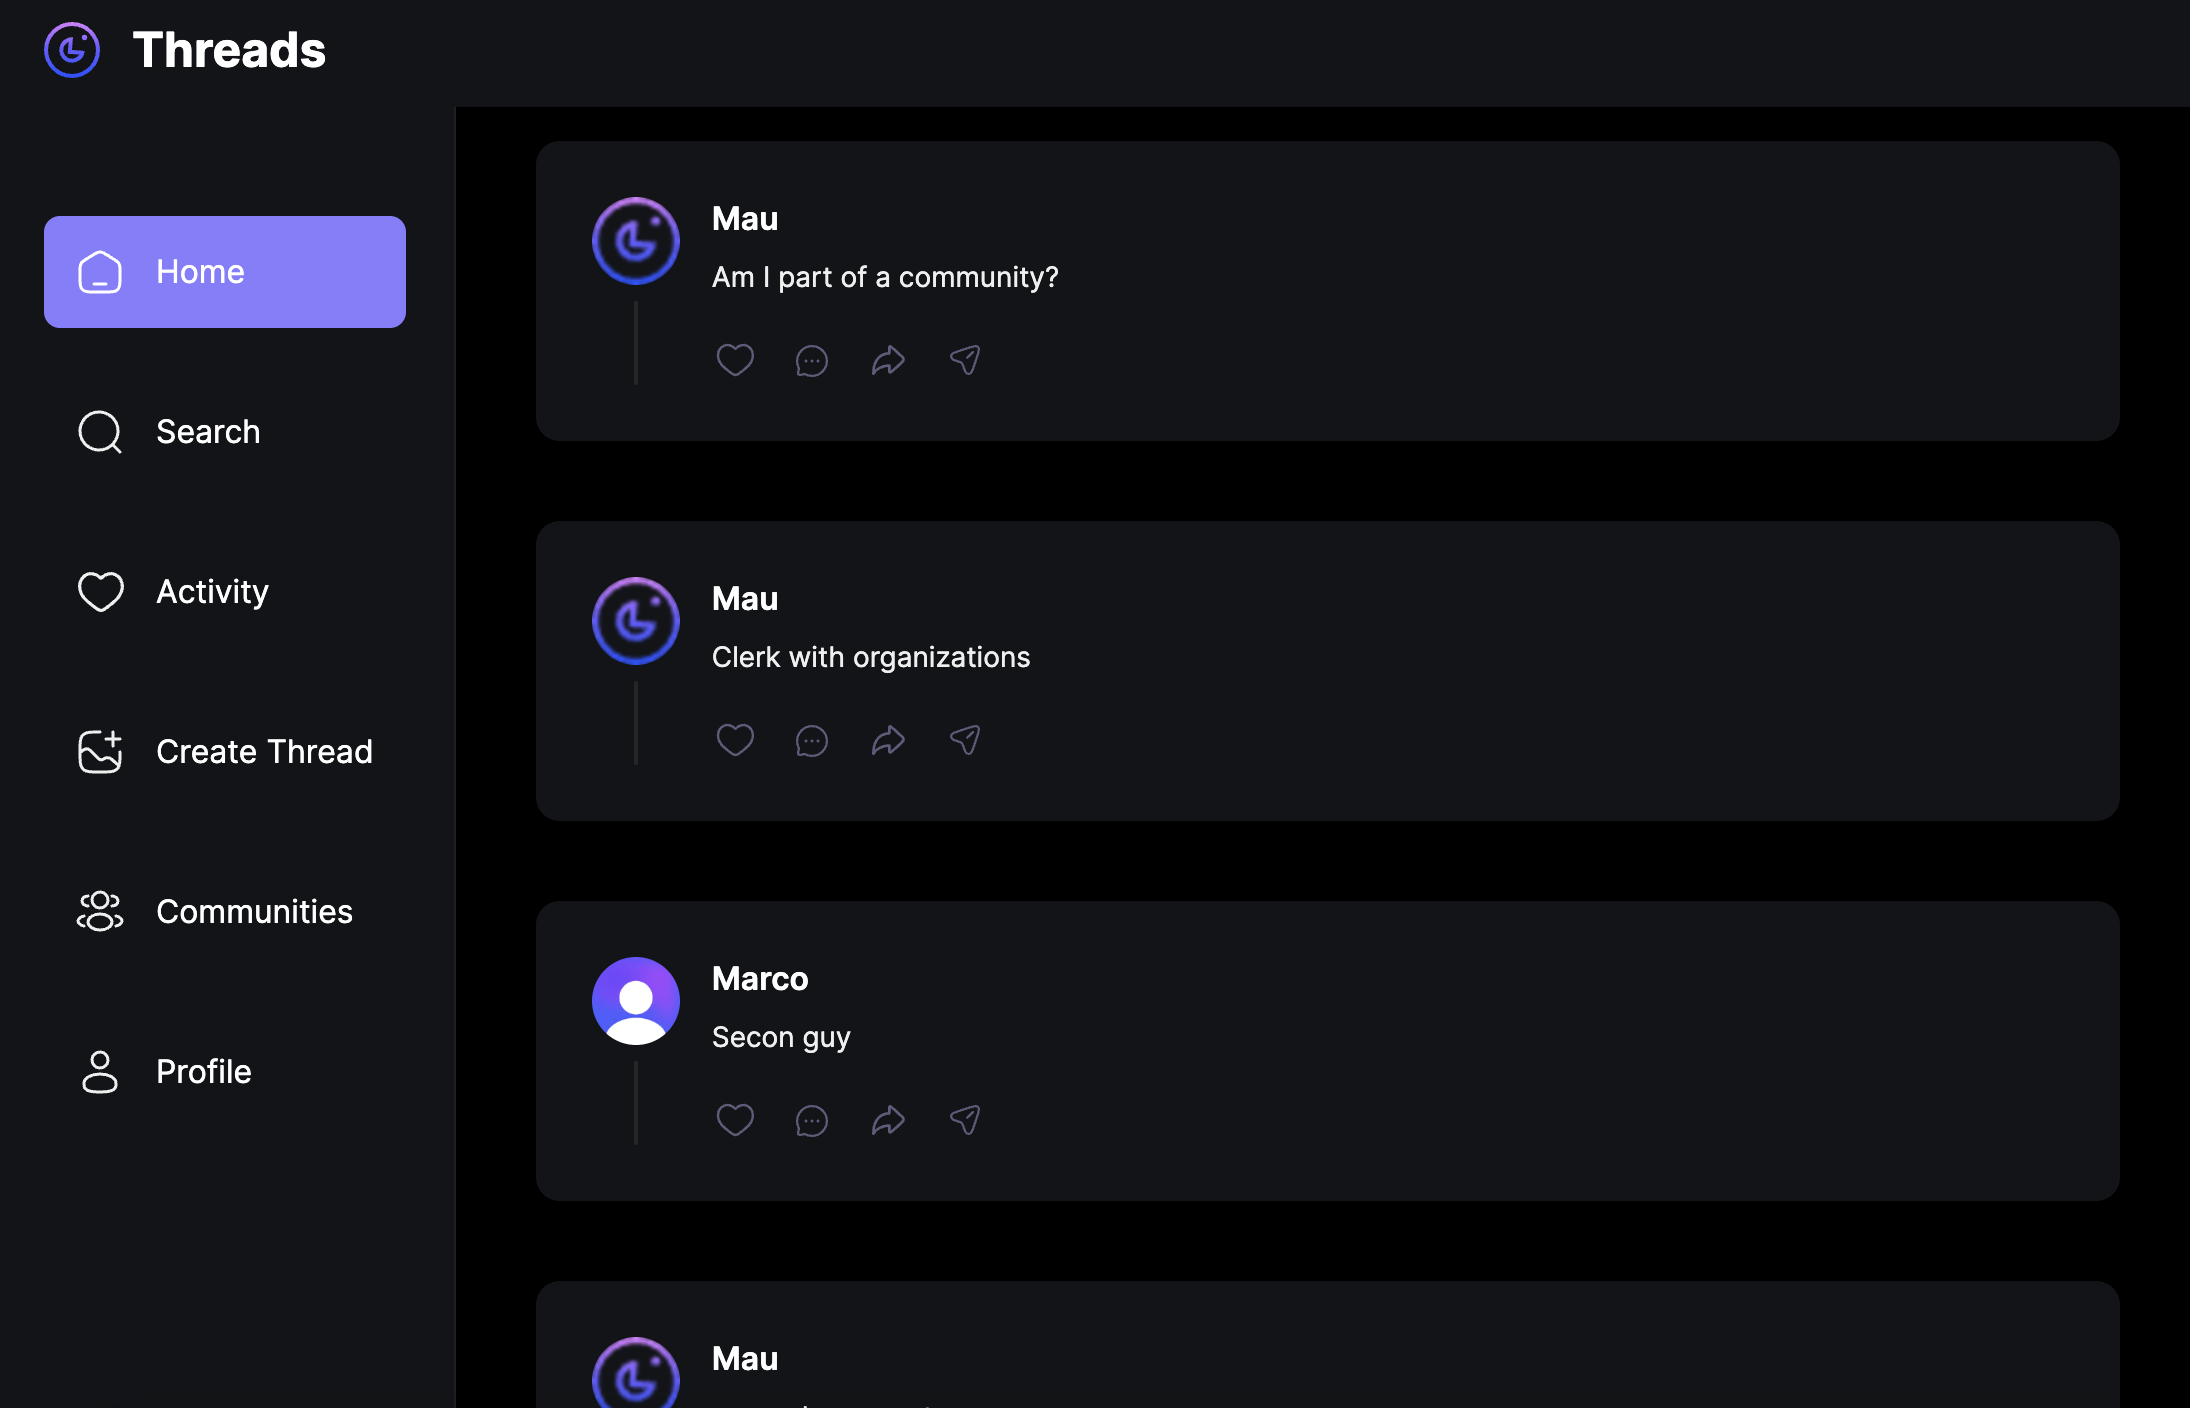 Threads
Home
Search
Activity
Create Thread
Communities
Profile
Mau
Am I part of a community?
Mau
Clerk with organizations
Marco
Secon guy
Mau